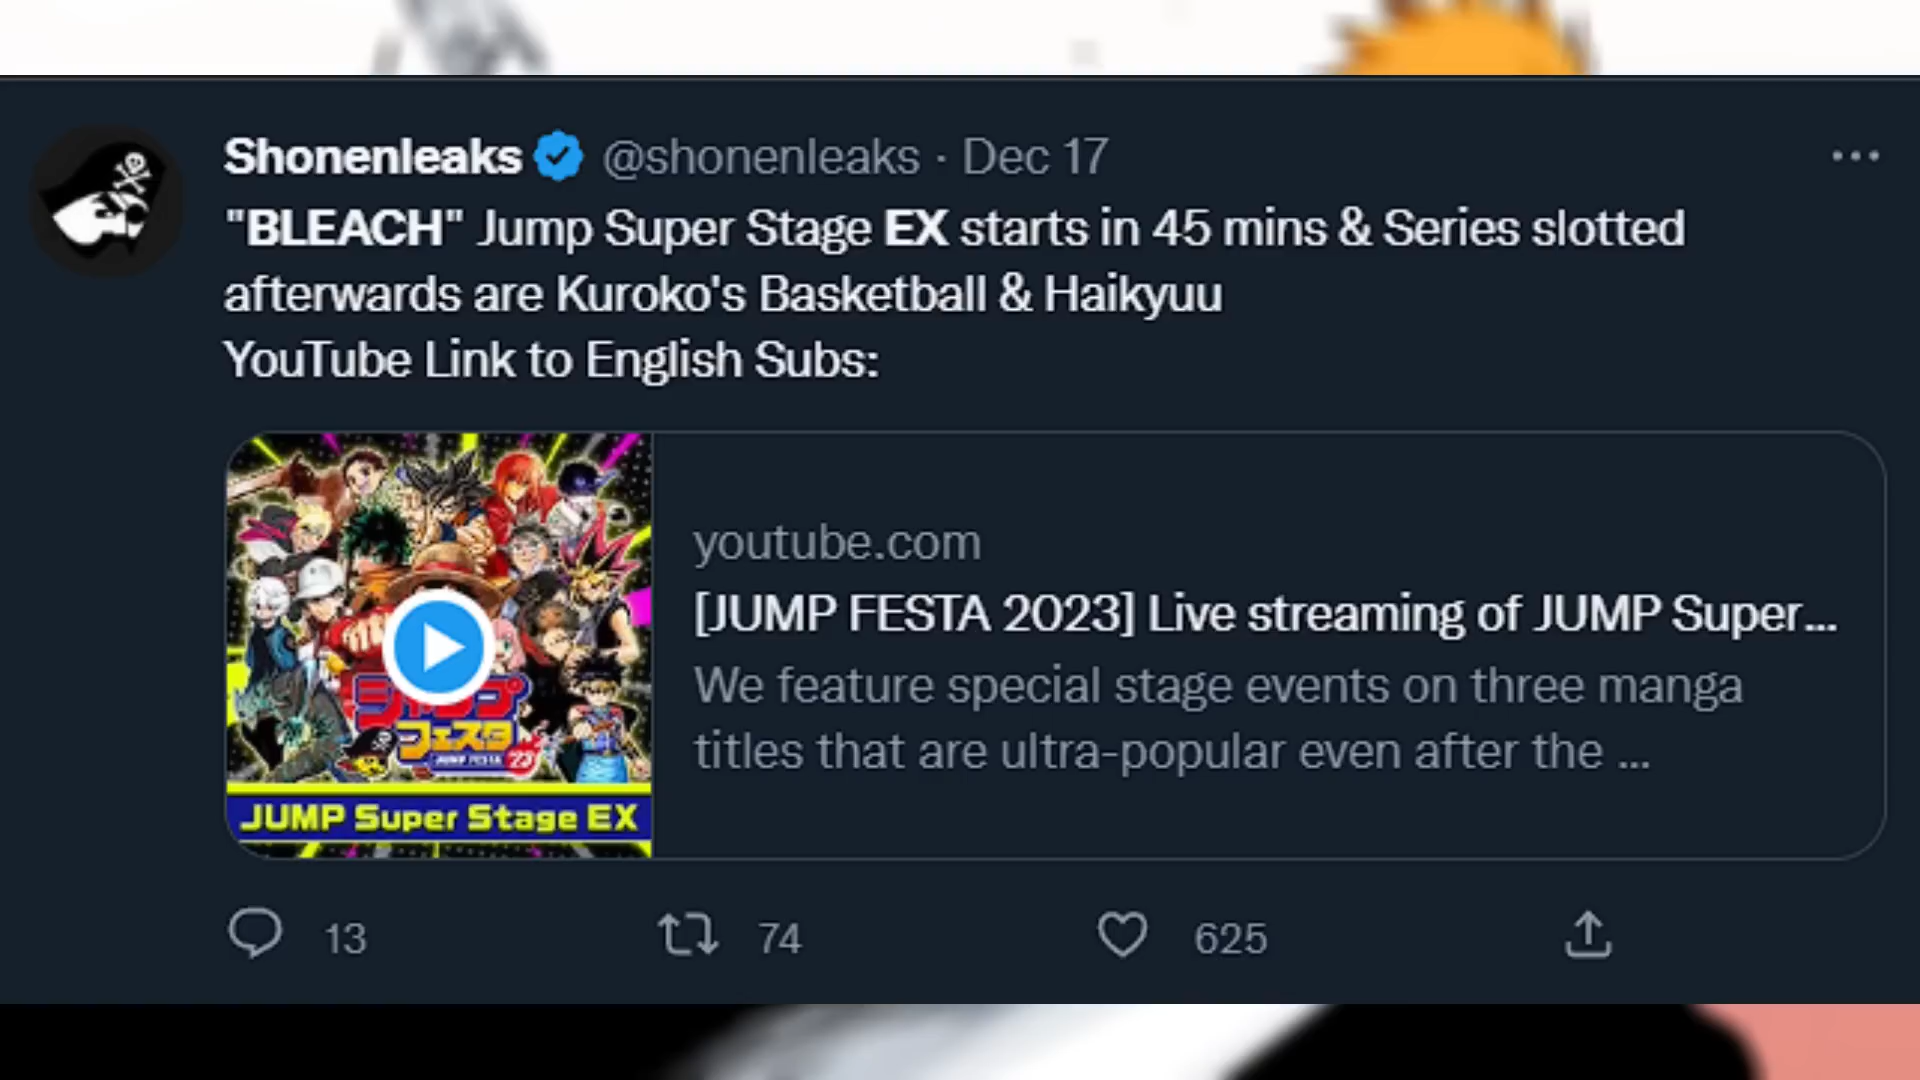 Shonenleaks @shonenleaks · Dec 17
"BLEACH" Jump Super Stage EX starts in 45 mins & Series slotted
afterwards are Kuroko's Basketball & Haikyuu
YouTube Link to English Subs:
ジャンプ
フェスタ
JUMP FESTA 23
JUMP Super Stage EX
youtube.com
[JUMP FESTA 2023] Live streaming of JUMP Super...
We feature special stage events on three manga
titles that are ultra-popular even after the ...
13 74 625